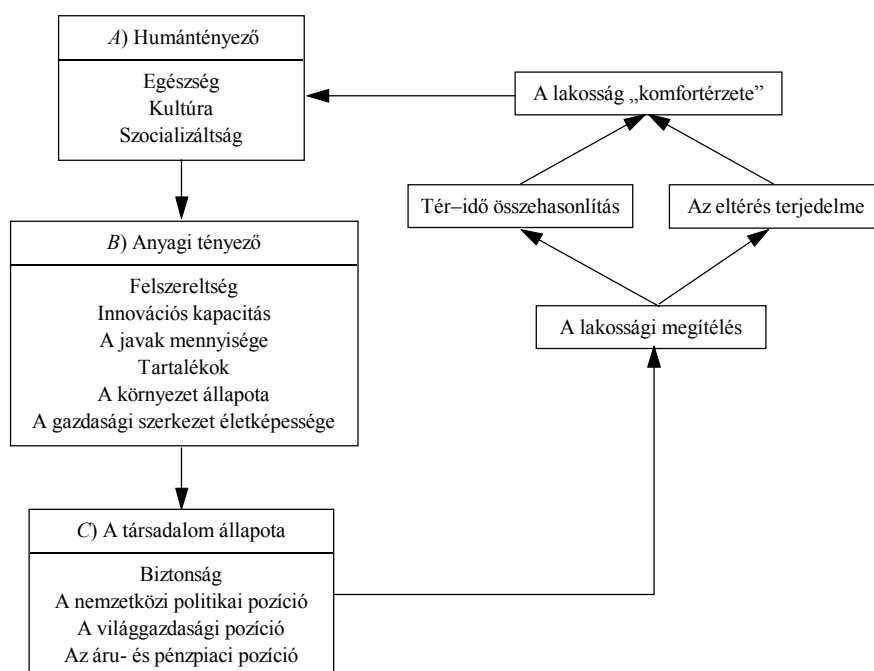 A) Humántényező
Egészség
Kultúra
Szocializáltság
A lakosság „komfortérzete”
Tér–idő összehasonlítás
Az eltérés terjedelme
A lakossági megítélés
B) Anyagi tényező
Felszereltség
Innovációs kapacitás
A javak mennyisége
Tartalékok
A környezet állapota
A gazdasági szerkezet életképessége
C) A társadalom állapota
Biztonság
A nemzetközi politikai pozíció
A világgazdasági pozíció
Az áru- és pénzpiaci pozíció